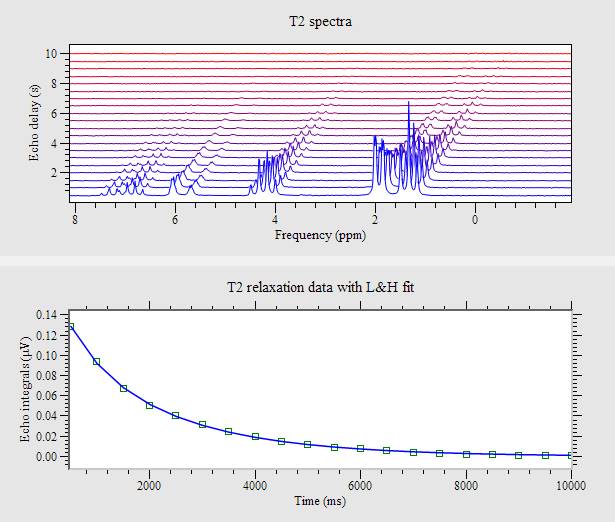 T2 spectra
Echo delay (s)
10
8
6
4
2
8 6 4 2 0
Frequency (ppm)
T2 relaxation data with L&H fit
Echo integrals (μV)
0.14
0.12
0.10
0.08
0.06
0.04
0.02
0.00
2000 4000 6000 8000 10000
Time (ms)